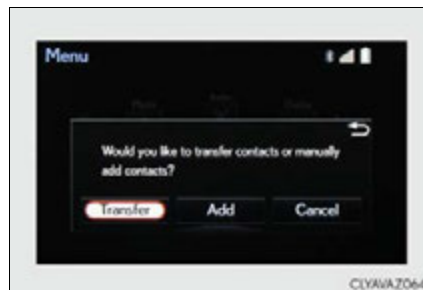 Menu
Would you like to transfer contacts or manually
add contacts?
Transfer
Add
Cancel
CLYAVAZ064